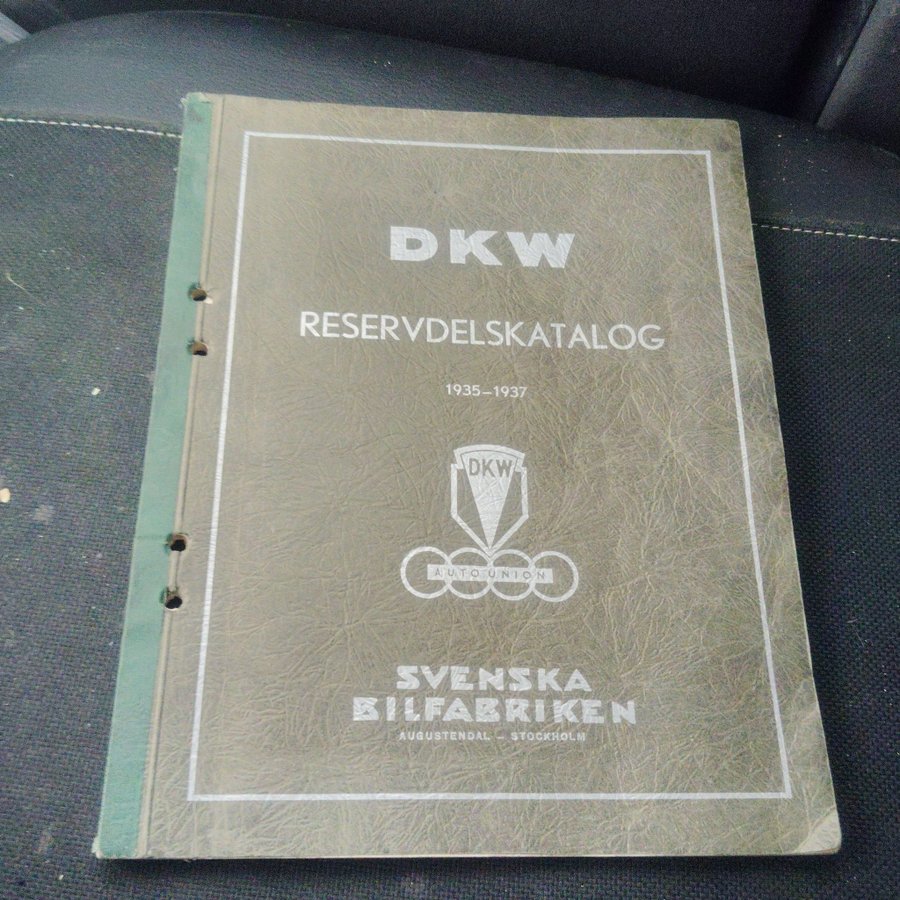 DKW
RESERVDELSKATALOG
1935–1937
DKW
AUTO UNION
SVENSKA
BILFABRIKEN
AUGUSTENDAL – STOCKHOLM